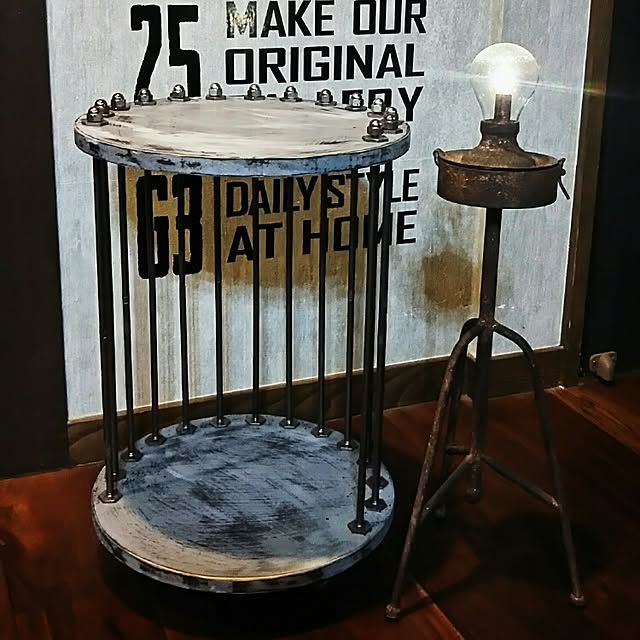 25
MAKE OUR
ORIGINAL
63
DAILY STYLE
AT HOME